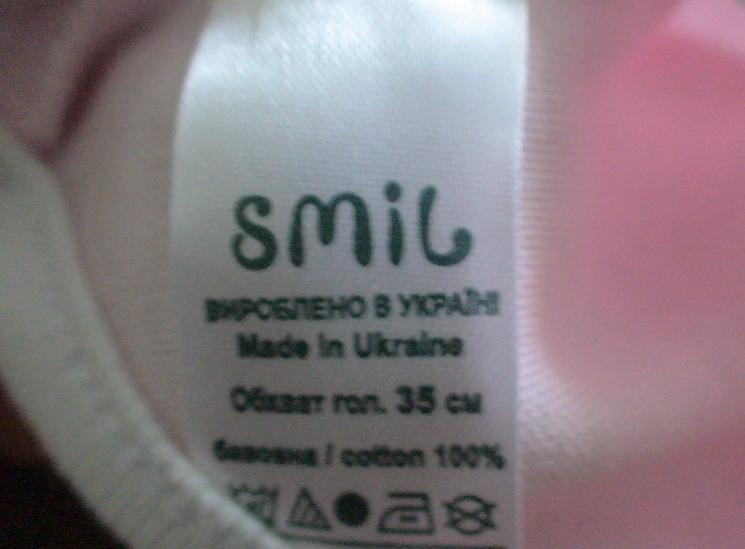 smil
ВИРОБЛЕНО В УКРАЇНІ
Made in Ukraine
Обхват гол. 35 см
бавовна / cotton 100%